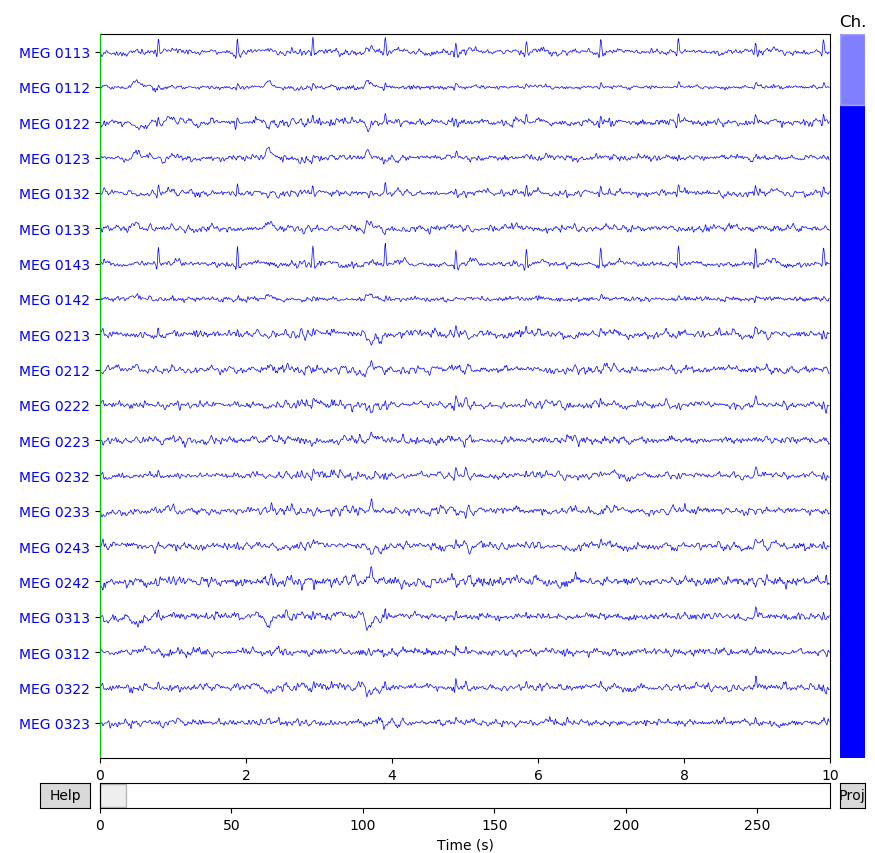 Ch.
MEG 0113
MEG 0112
MEG 0122
MEG 0123
MEG 0132
MEG 0133
MEG 0143
MEG 0142
MEG 0213
MEG 0212
MEG 0222
MEG 0223
MEG 0232
MEG 0233
MEG 0243
MEG 0242
MEG 0313
MEG 0312
MEG 0322
MEG 0323
0 2 4 6 8 10
Help Proj
0 50 100 150 200 250
Time (s)